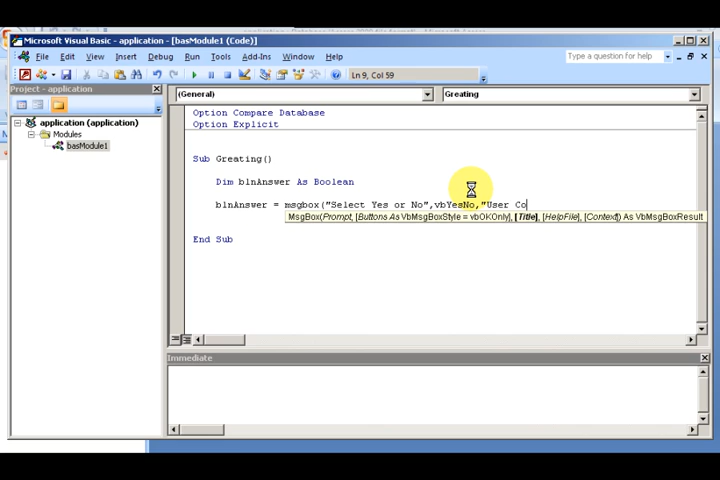 Microsoft Visual Basic - application - [basModule1 (Code)]
File Edit View Insert Debug Run Tools Add-Ins Window Help
Type a question for help
Ln 9, Col 59
Project - application
(General)
Greating
application (application)
Modules
basModule1
Option Compare Database
Option Explicit
Sub Greating()
Dim blnAnswer As Boolean
blnAnswer = msgbox("Select Yes or No",vbYesNo,"User Co
MsgBox(Prompt, [Buttons As VbMsgBoxStyle = vbOKOnly], [Title], [HelpFile], [Context]) As VbMsgBoxResult
End Sub
Immediate